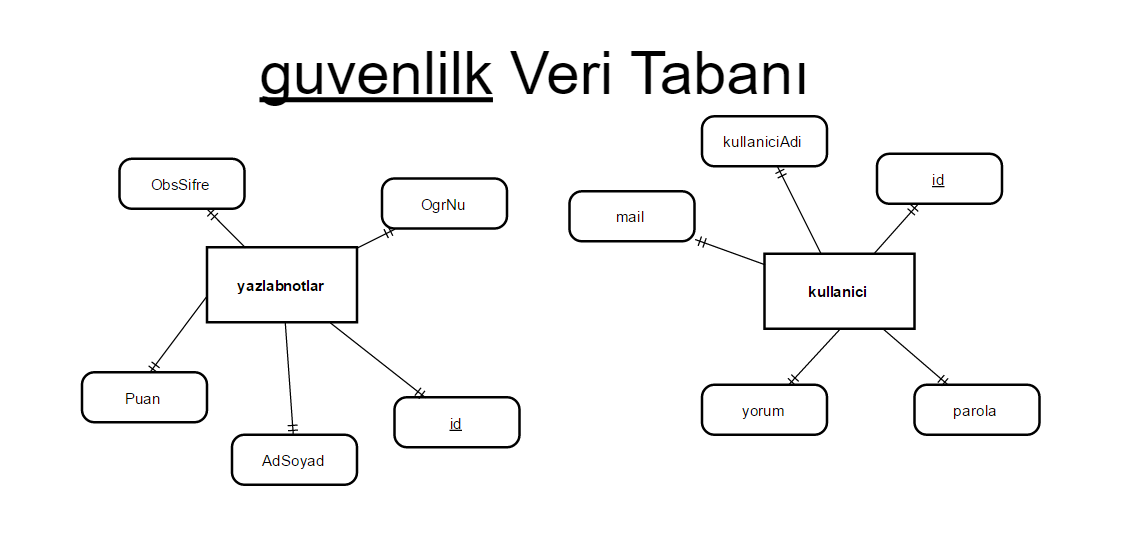 guvenlilk Veri Tabanı
kullaniciAdi
ObsSifre
id
OgrNu
mail
yazlabnotlar
kullanici
Puan
id
AdSoyad
yorum
parola